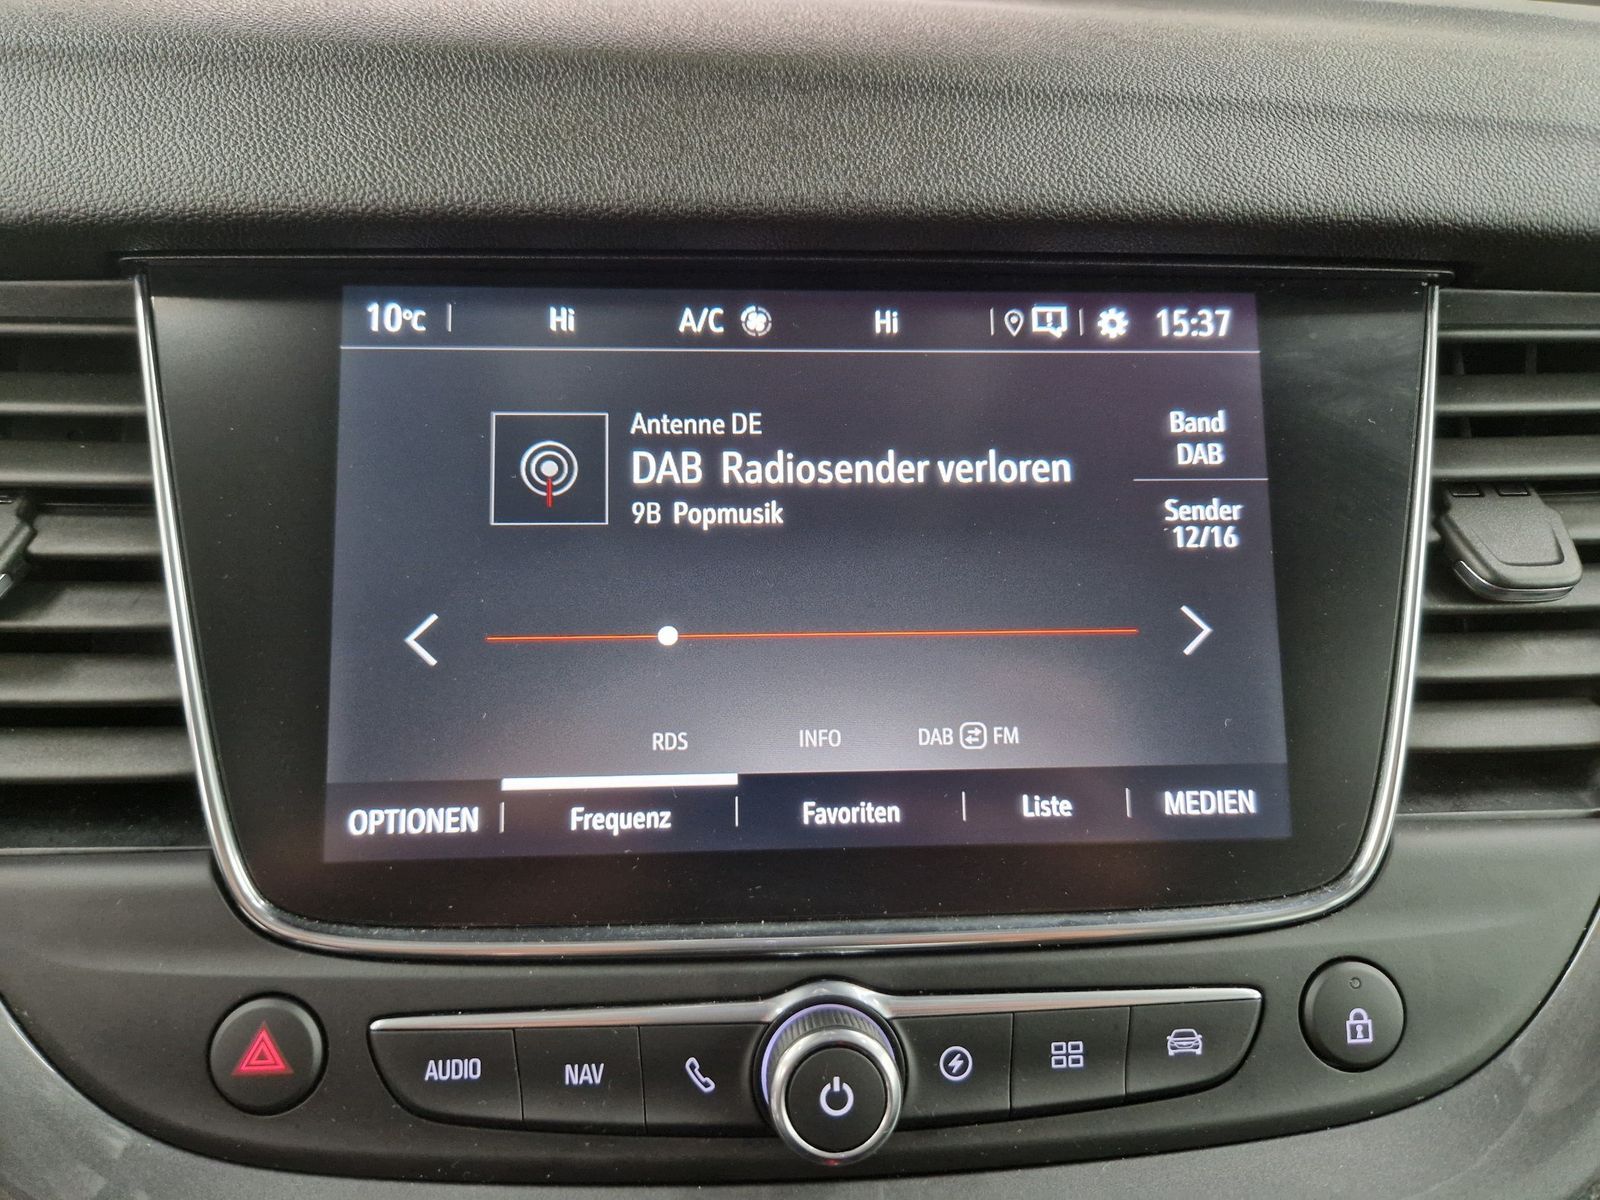 10°C Hi A/C Hi 15:37
Antenne DE
DAB Radiosender verloren
9B Popmusik
Band
DAB
Sender
12/16
RDS INFO DAB FM
OPTIONEN Frequenz Favoriten Liste MEDIEN
AUDIO NAV